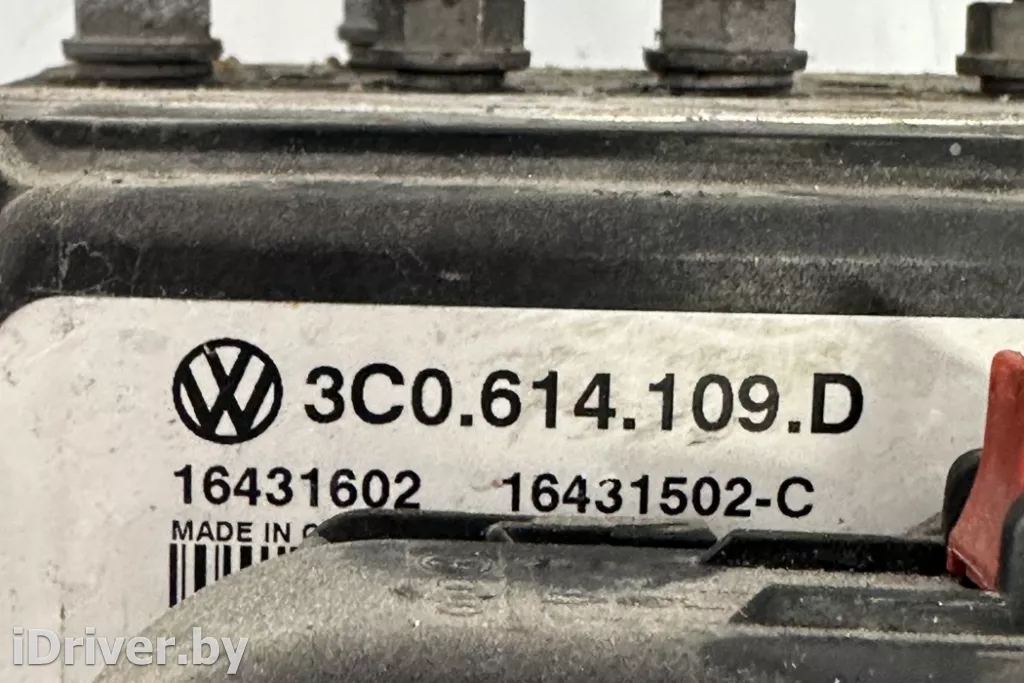 3C0.614.109.D
16431602 16431502-C
MADE IN
iDriver.by